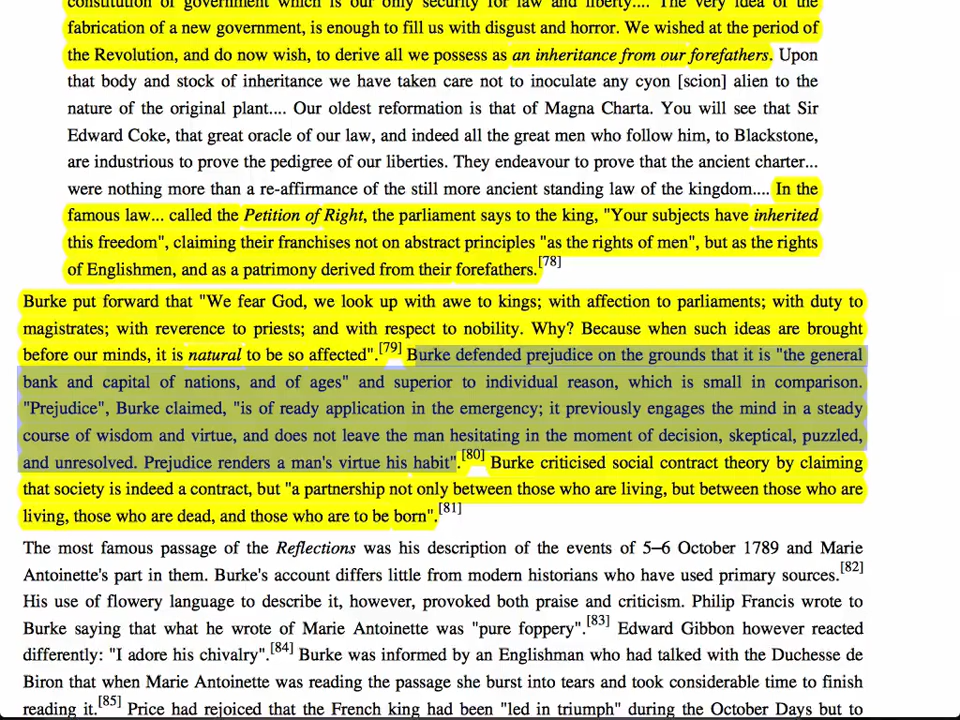 constitution of government which is our only security for law and liberty.... The very idea of the
fabrication of a new government, is enough to fill us with disgust and horror. We wished at the period of
the Revolution, and do now wish, to derive all we possess as an inheritance from our forefathers. Upon
that body and stock of inheritance we have taken care not to inoculate any cyon [scion] alien to the
nature of the original plant.... Our oldest reformation is that of Magna Charta. You will see that Sir
Edward Coke, that great oracle of our law, and indeed all the great men who follow him, to Blackstone,
are industrious to prove the pedigree of our liberties. They endeavour to prove that the ancient charter...
were nothing more than a re-affirmance of the still more ancient standing law of the kingdom.... In the
famous law... called the Petition of Right, the parliament says to the king, "Your subjects have inherited
this freedom", claiming their franchises not on abstract principles "as the rights of men", but as the rights
of Englishmen, and as a patrimony derived from their forefathers.[78]
Burke put forward that "We fear God, we look up with awe to kings; with affection to parliaments; with duty to
magistrates; with reverence to priests; and with respect to nobility. Why? Because when such ideas are brought
before our minds, it is natural to be so affected".[79] Burke defended prejudice on the grounds that it is "the general
bank and capital of nations, and of ages" and superior to individual reason, which is small in comparison.
"Prejudice", Burke claimed, "is of ready application in the emergency; it previously engages the mind in a steady
course of wisdom and virtue, and does not leave the man hesitating in the moment of decision, skeptical, puzzled,
and unresolved. Prejudice renders a man's virtue his habit".[80] Burke criticised social contract theory by claiming
that society is indeed a contract, but "a partnership not only between those who are living, but between those who are
living, those who are dead, and those who are to be born".[81]
The most famous passage of the Reflections was his description of the events of 5–6 October 1789 and Marie
Antoinette's part in them. Burke's account differs little from modern historians who have used primary sources.[82]
His use of flowery language to describe it, however, provoked both praise and criticism. Philip Francis wrote to
Burke saying that what he wrote of Marie Antoinette was "pure foppery".[83] Edward Gibbon however reacted
differently: "I adore his chivalry".[84] Burke was informed by an Englishman who had talked with the Duchesse de
Biron that when Marie Antoinette was reading the passage she burst into tears and took considerable time to finish
reading it.[85] Price had rejoiced that the French king had been "led in triumph" during the October Days but to